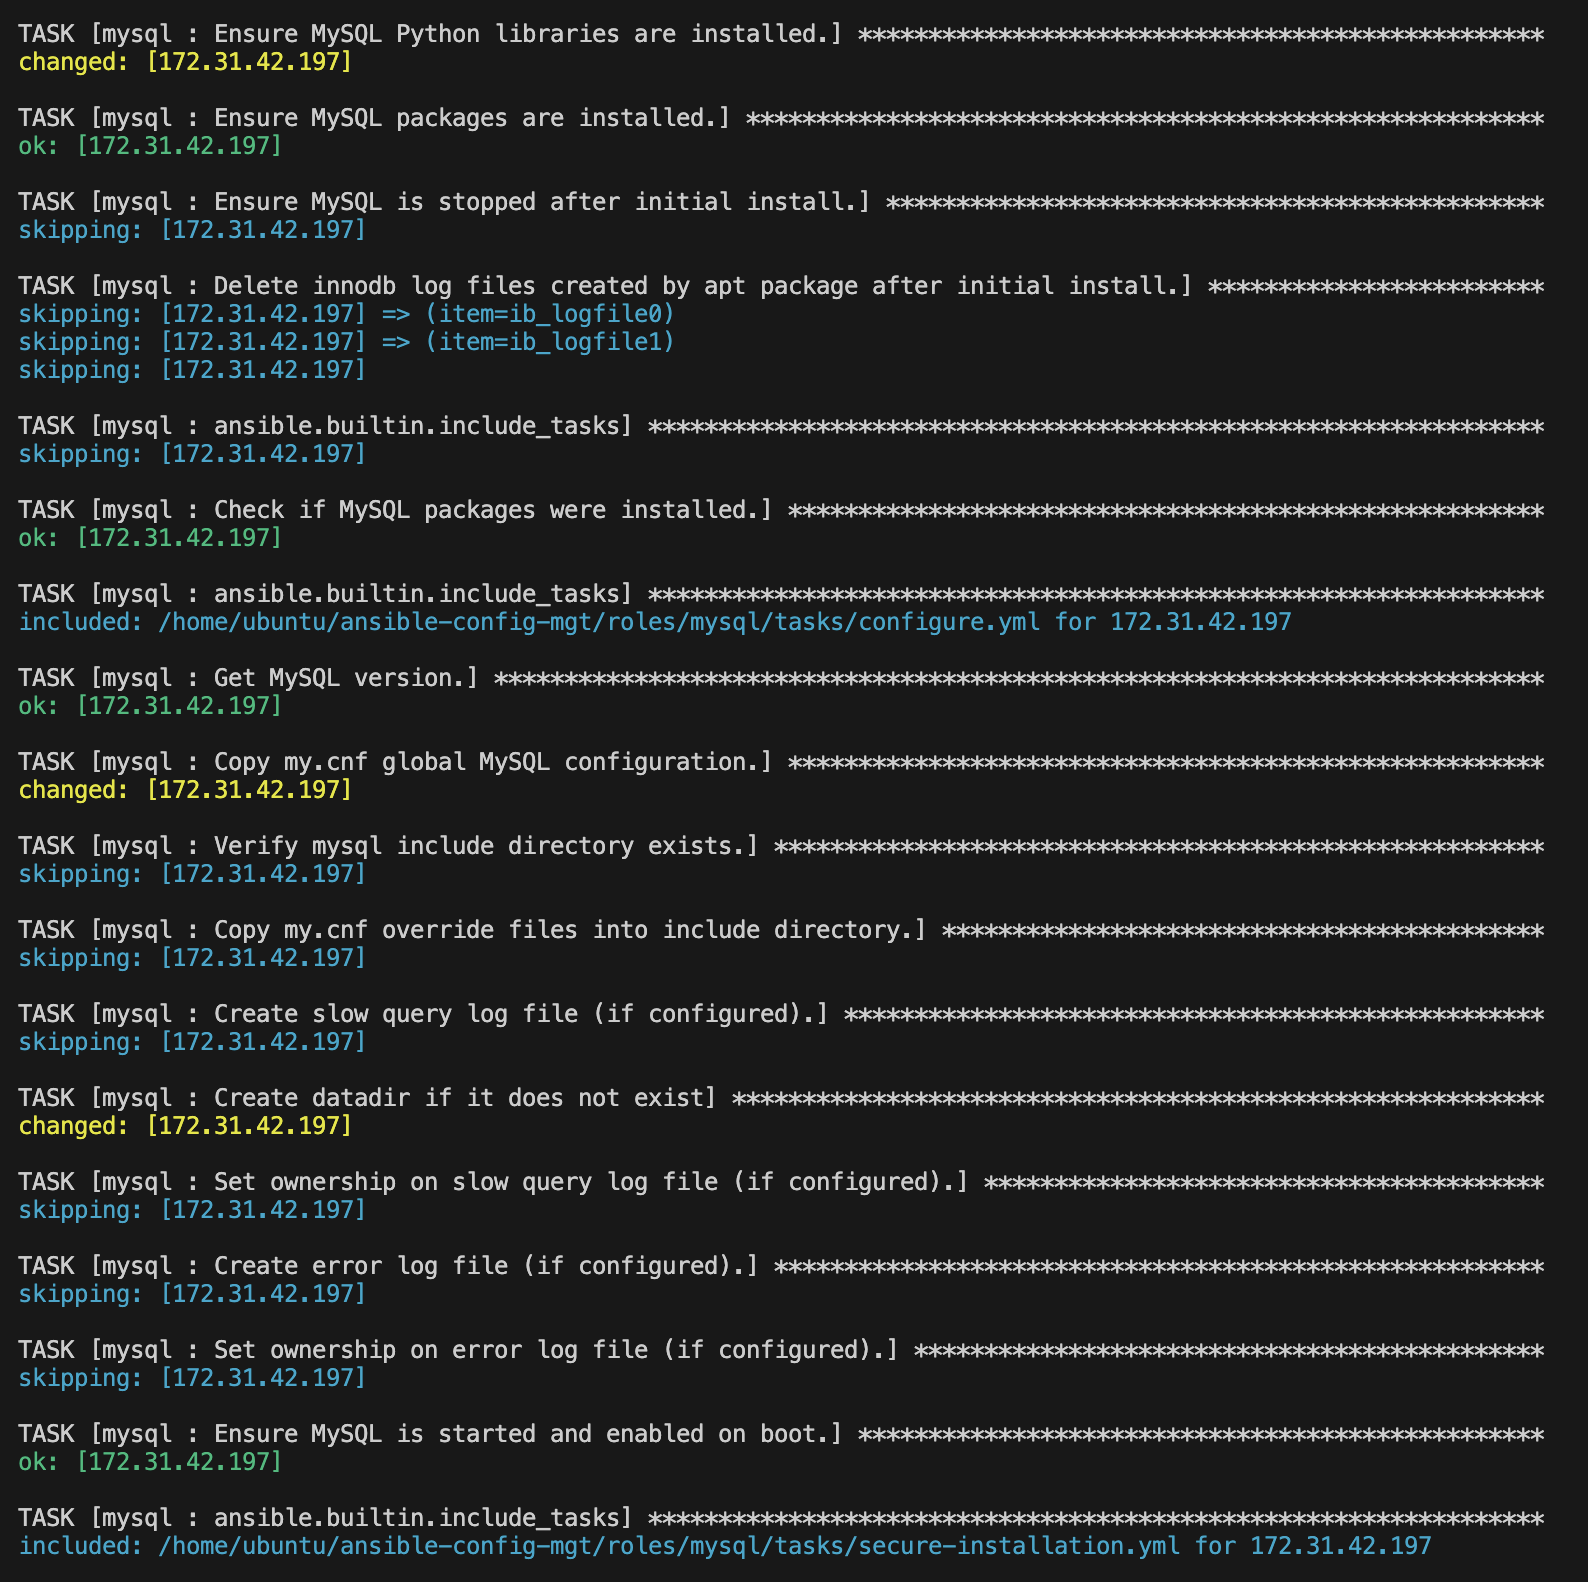 TASK [mysql : Ensure MySQL Python libraries are installed.] *************************************************
changed: [172.31.42.197]
TASK [mysql : Ensure MySQL packages are installed.] *********************************************************
ok: [172.31.42.197]
TASK [mysql : Ensure MySQL is stopped after initial install.] ***********************************************
skipping: [172.31.42.197]
TASK [mysql : Delete innodb log files created by apt package after initial install.] ************************
skipping: [172.31.42.197] => (item=ib_logfile0)
skipping: [172.31.42.197] => (item=ib_logfile1)
skipping: [172.31.42.197]
TASK [mysql : ansible.builtin.include_tasks] ****************************************************************
skipping: [172.31.42.197]
TASK [mysql : Check if MySQL packages were installed.] ******************************************************
ok: [172.31.42.197]
TASK [mysql : ansible.builtin.include_tasks] ****************************************************************
included: /home/ubuntu/ansible-config-mgt/roles/mysql/tasks/configure.yml for 172.31.42.197
TASK [mysql : Get MySQL version.] ***************************************************************************
ok: [172.31.42.197]
TASK [mysql : Copy my.cnf global MySQL configuration.] ******************************************************
changed: [172.31.42.197]
TASK [mysql : Verify mysql include directory exists.] *******************************************************
skipping: [172.31.42.197]
TASK [mysql : Copy my.cnf override files into include directory.] *******************************************
skipping: [172.31.42.197]
TASK [mysql : Create slow query log file (if configured).] **************************************************
skipping: [172.31.42.197]
TASK [mysql : Create datadir if it does not exist] **********************************************************
changed: [172.31.42.197]
TASK [mysql : Set ownership on slow query log file (if configured).] ****************************************
skipping: [172.31.42.197]
TASK [mysql : Create error log file (if configured).] *******************************************************
skipping: [172.31.42.197]
TASK [mysql : Set ownership on error log file (if configured).] *********************************************
skipping: [172.31.42.197]
TASK [mysql : Ensure MySQL is started and enabled on boot.] *************************************************
ok: [172.31.42.197]
TASK [mysql : ansible.builtin.include_tasks] ****************************************************************
included: /home/ubuntu/ansible-config-mgt/roles/mysql/tasks/secure-installation.yml for 172.31.42.197